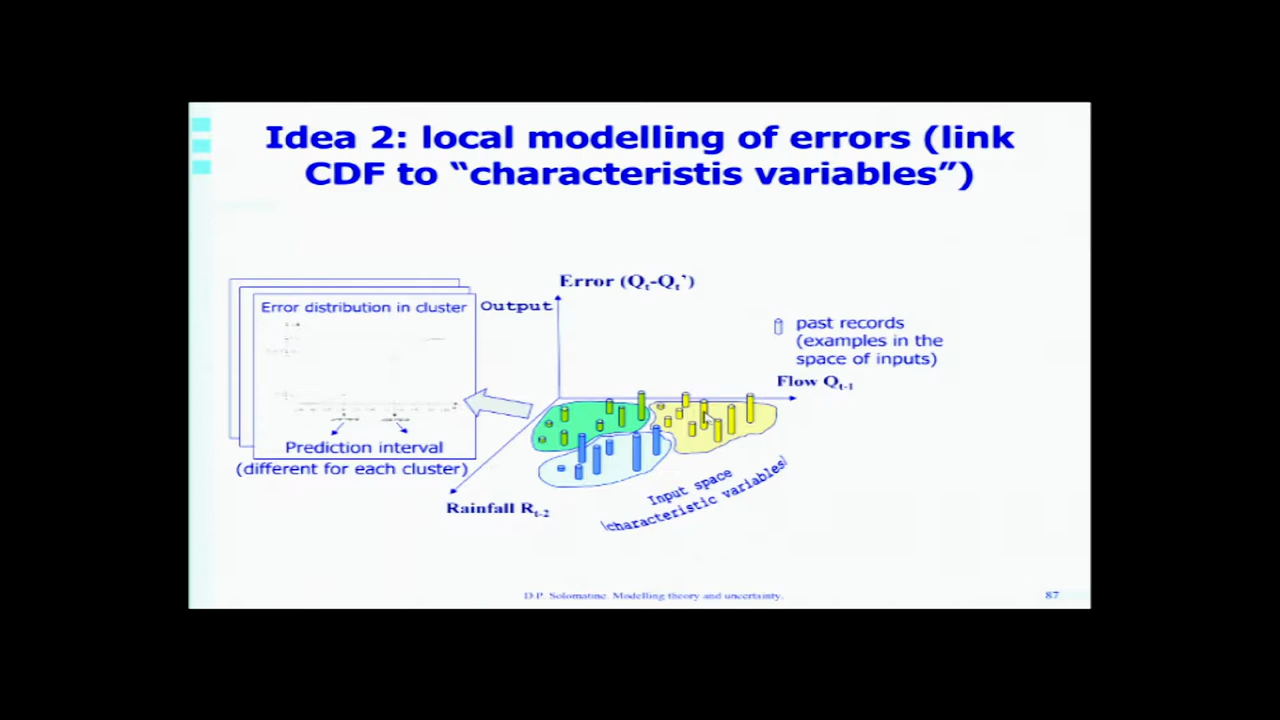 Idea 2: local modelling of errors (link
CDF to “characteristis variables”)
Error (Qt-Qt’)
Output
Error distribution in cluster
past records
(examples in the
space of inputs)
Flow Qt-1
Prediction interval
(different for each cluster)
Input space
(characteristic variables)
Rainfall Rt-2
D.P. Solomatine. Modelling theory and uncertainty.
87